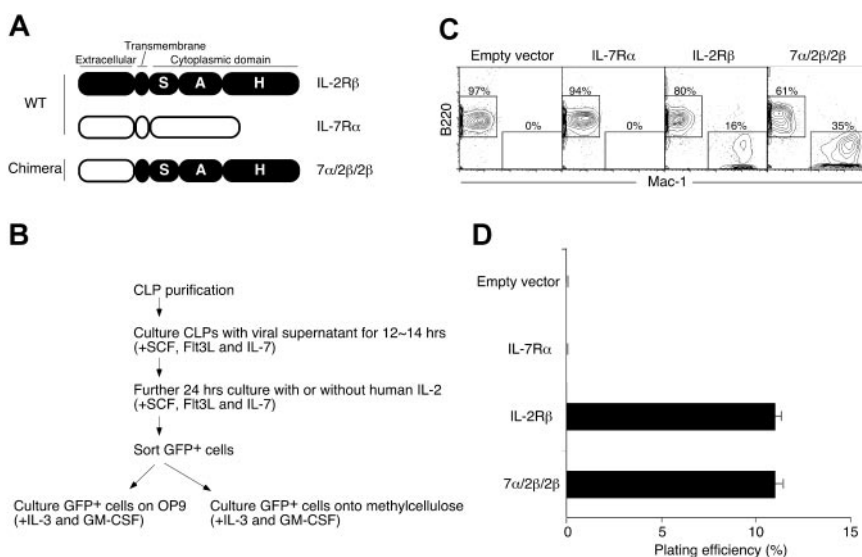 A
Transmembrane
Extracellular
Cytoplasmic domain
WT
S A H
IL-2Rβ
IL-7Rα
Chimera
S A H
7α/2β/2β
B
CLP purification
Culture CLPs with viral supernatant for 12~14 hrs
(+SCF, Flt3L and IL-7)
Further 24 hrs culture with or without human IL-2
(+SCF, Flt3L and IL-7)
Sort GFP+ cells
Culture GFP+ cells on OP9
(+IL-3 and GM-CSF)
Culture GFP+ cells onto methylcellulose
(+IL-3 and GM-CSF)
C
Empty vector IL-7Rα IL-2Rβ 7α/2β/2β
97% 94% 80% 61%
0% 0% 16% 35%
B220
Mac-1
D
Empty vector
IL-7Rα
IL-2Rβ
7α/2β/2β
0 5 10 15
Plating efficiency (%)